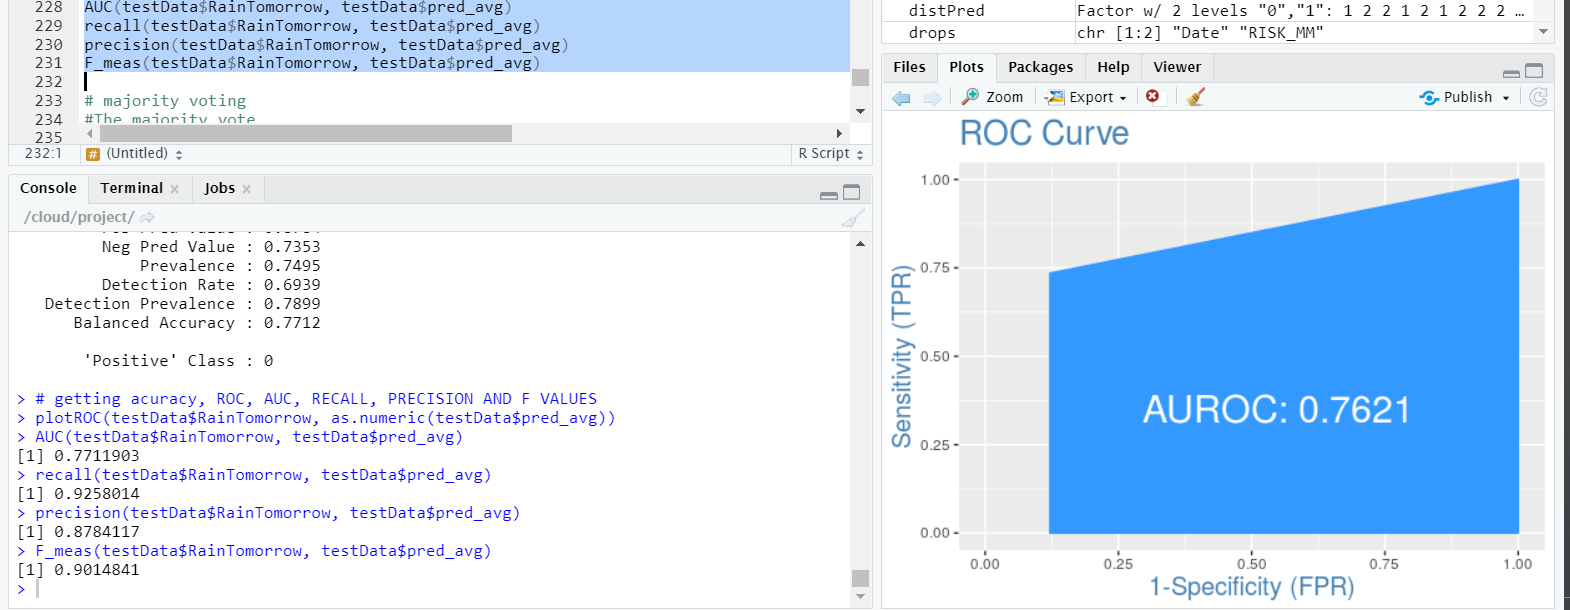 228 AUC(testData$RainTomorrow, testData$pred_avg)
229 recall(testData$RainTomorrow, testData$pred_avg)
230 precision(testData$RainTomorrow, testData$pred_avg)
231 F_meas(testData$RainTomorrow, testData$pred_avg)
232
233 # majority voting
234 #The majority vote
235
232:1 # (Untitled) R Script
Console Terminal × Jobs ×
/cloud/project/
Neg Pred Value : 0.7353
Prevalence : 0.7495
Detection Rate : 0.6939
Detection Prevalence : 0.7899
Balanced Accuracy : 0.7712
'Positive' Class : 0
> # getting acuracy, ROC, AUC, RECALL, PRECISION AND F VALUES
> plotROC(testData$RainTomorrow, as.numeric(testData$pred_avg))
> AUC(testData$RainTomorrow, testData$pred_avg)
[1] 0.7711903
> recall(testData$RainTomorrow, testData$pred_avg)
[1] 0.9258014
> precision(testData$RainTomorrow, testData$pred_avg)
[1] 0.8784117
> F_meas(testData$RainTomorrow, testData$pred_avg)
[1] 0.9014841
>
distPred Factor w/ 2 levels "0","1": 1 2 2 1 2 1 2 2 2 …
drops chr [1:2] "Date" "RISK_MM"
Files Plots Packages Help Viewer
Zoom Export Publish
ROC Curve
Sensitivity (TPR)
1.00
0.75
0.50
0.25
0.00
AUROC: 0.7621
0.00 0.25 0.50 0.75 1.00
1-Specificity (FPR)